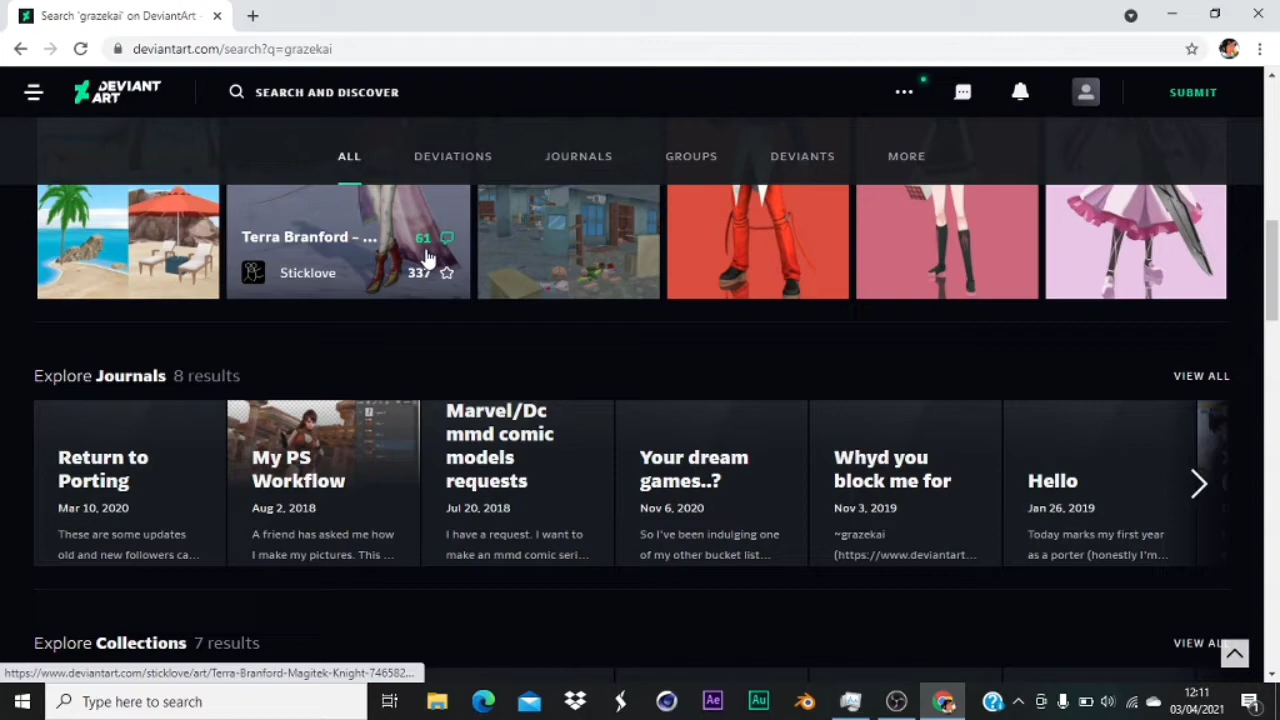 Search 'grazekai' on DeviantArt -
deviantart.com/search?q=grazekai
DEVIANT
ART
SEARCH AND DISCOVER
SUBMIT
ALL
DEVIATIONS
JOURNALS
GROUPS
DEVIANTS
MORE
Terra Branford – ...
61
Sticklove
337
Explore Journals 8 results
VIEW ALL
Return to
Porting
Mar 10, 2020
These are some updates
old and new followers ca...
My PS
Workflow
Aug 2, 2018
A friend has asked me how
I make my pictures. This ...
Marvel/Dc
mmd comic
models
requests
Jul 20, 2018
I have a request. I want to
make an mmd comic seri...
Your dream
games..?
Nov 6, 2020
So I've been indulging one
of my other bucket list...
Whyd you
block me for
Nov 3, 2019
~grazekai
(https://www.deviantart...
Hello
Jan 26, 2019
Today marks my first year
as a porter (honestly I'm...
Explore Collections 7 results
VIEW ALL
https://www.deviantart.com/sticklove/art/Terra-Branford-Magitek-Knight-746582...
Type here to search
Ae
Au
12:11
03/04/2021
1